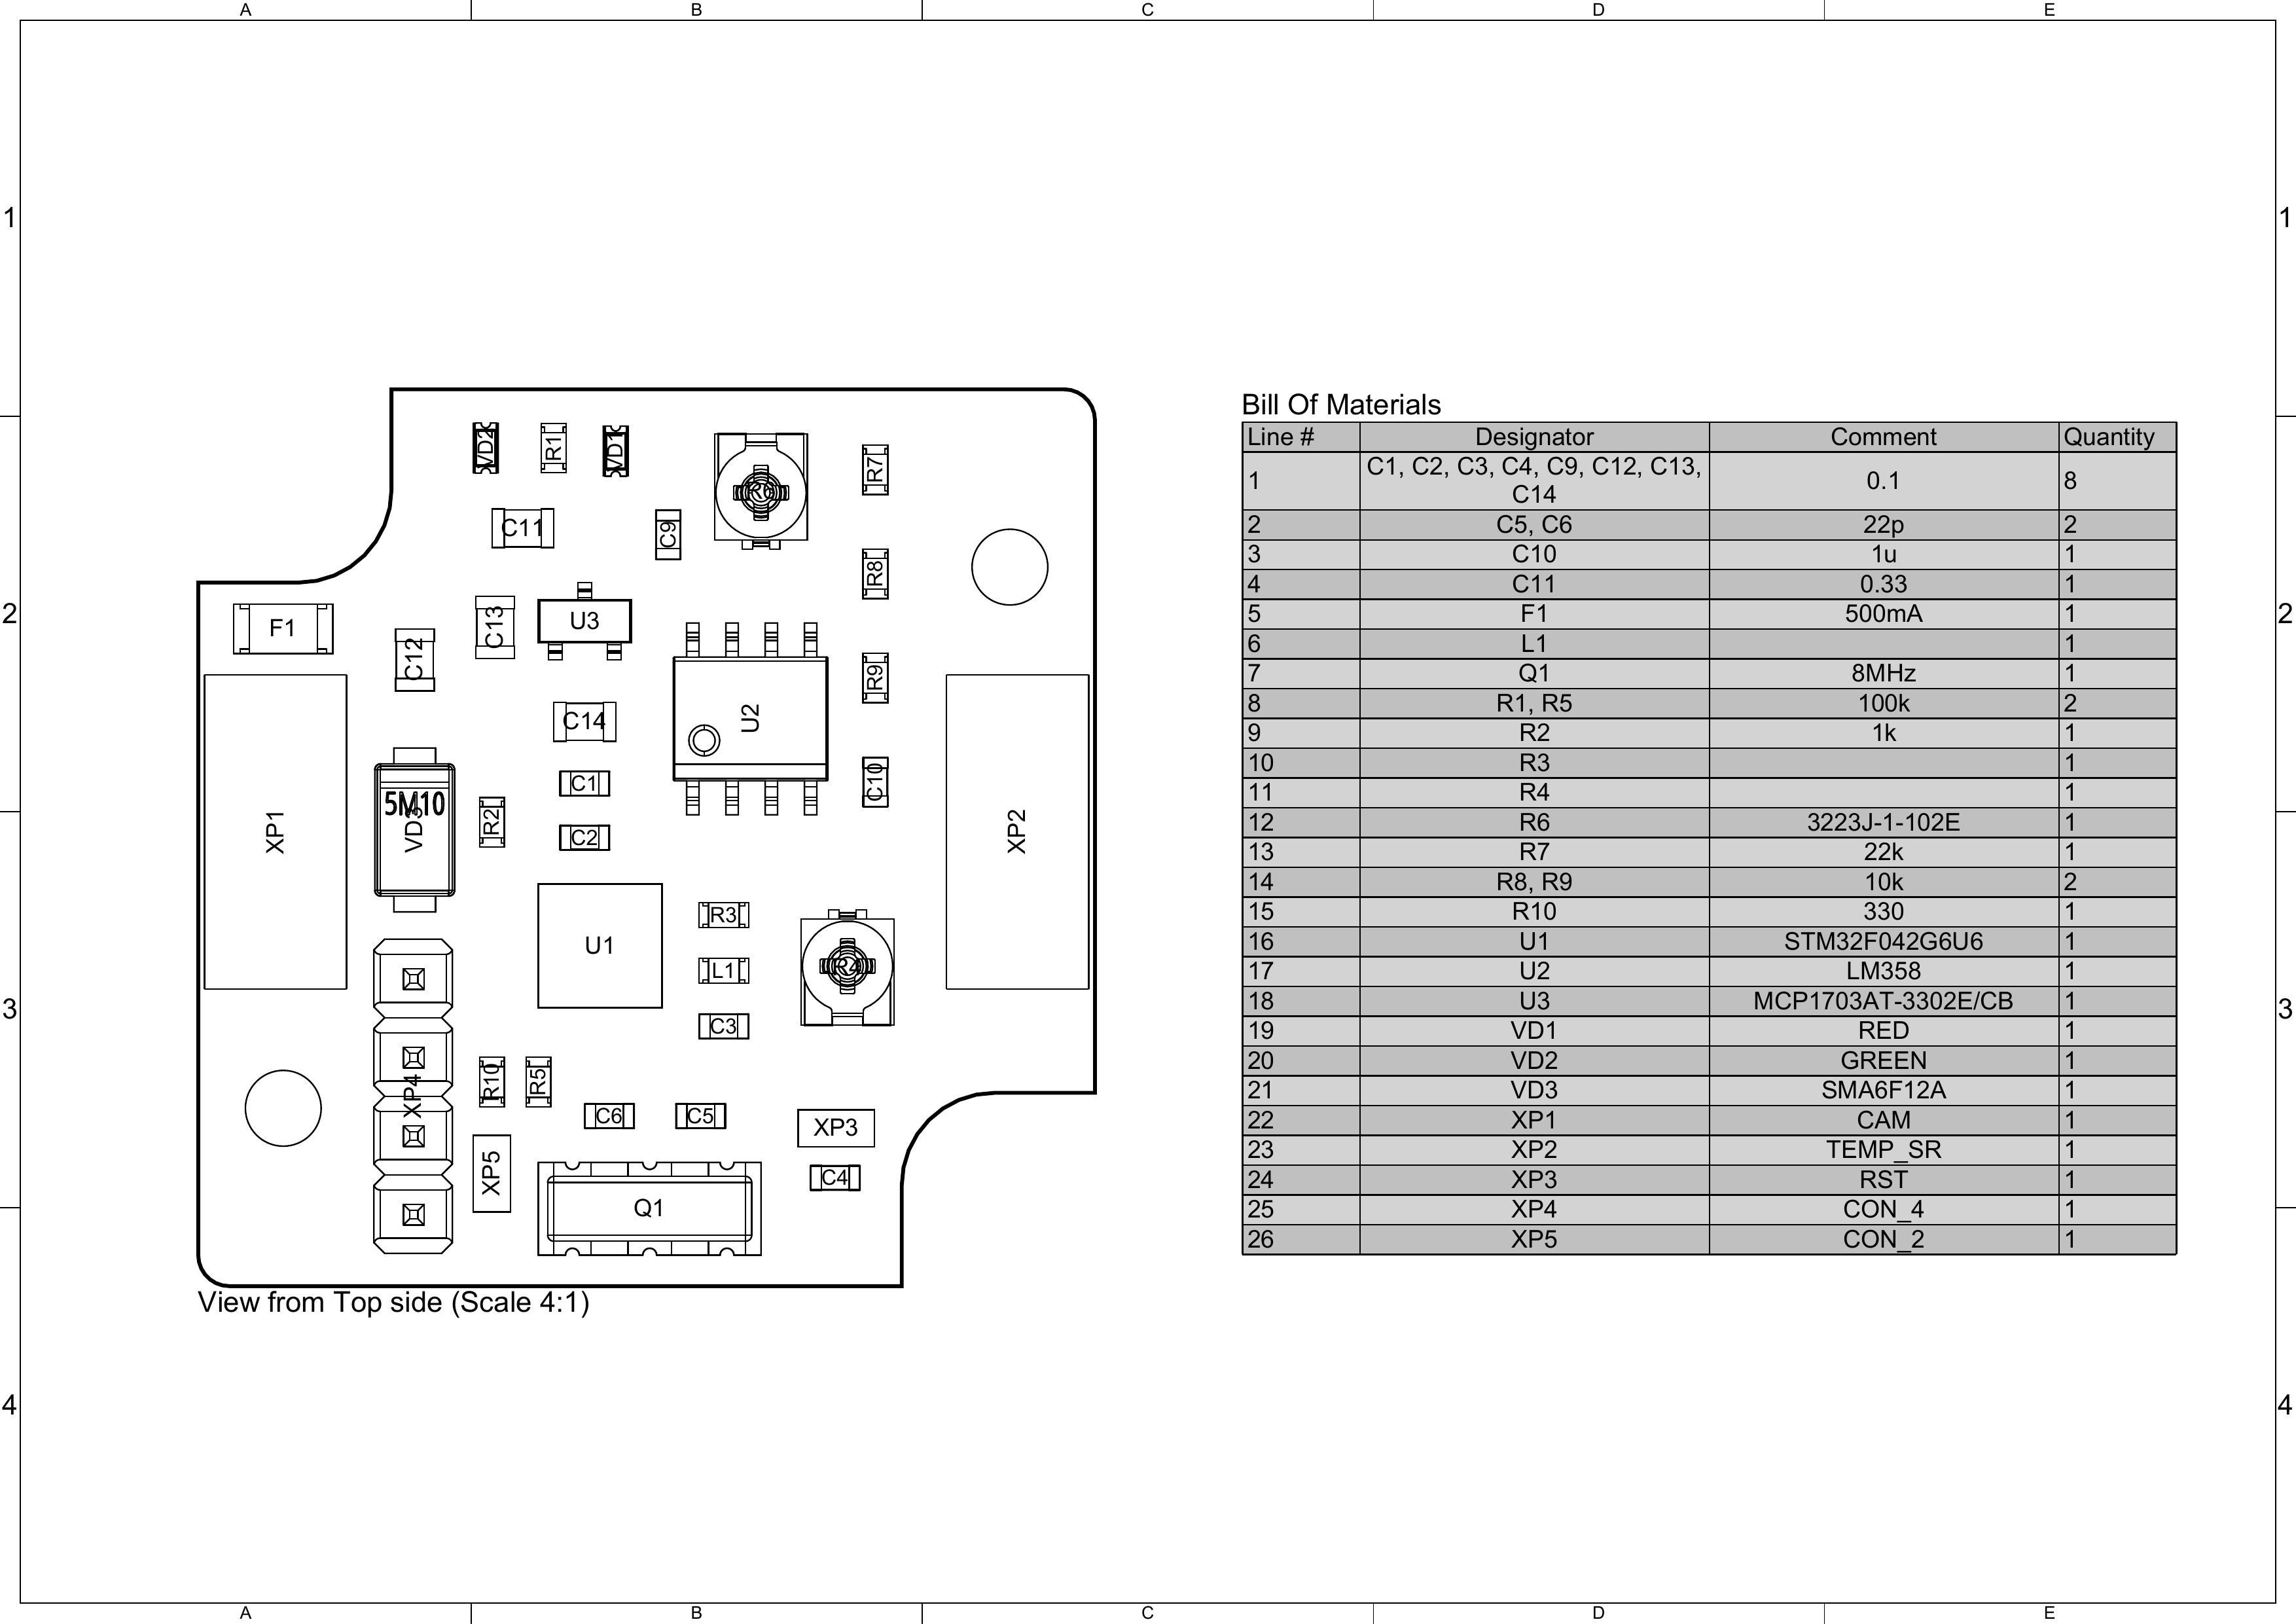 A B C D E
1 1
VD2 R1 VD1 R6 R7
C11 C9
R8
2 2
F1 C12 C13 U3
R9
C14 U2
C1 C10
5M10
XP1 VD3 R2 XP2
C2
R3
U1
L1 R4
3 3
C3
XP4 R10 R5
C6 C5 XP3
XP5 C4
Q1
View from Top side (Scale 4:1)
Bill Of Materials
Line # Designator Comment Quantity
1 C1, C2, C3, C4, C9, C12, C13, 0.1 8
C14
2 C5, C6 22p 2
3 C10 1u 1
4 C11 0.33 1
5 F1 500mA 1
6 L1 1
7 Q1 8MHz 1
8 R1, R5 100k 2
9 R2 1k 1
10 R3 1
11 R4 1
12 R6 3223J-1-102E 1
13 R7 22k 1
14 R8, R9 10k 2
15 R10 330 1
16 U1 STM32F042G6U6 1
17 U2 LM358 1
18 U3 MCP1703AT-3302E/CB 1
19 VD1 RED 1
20 VD2 GREEN 1
21 VD3 SMA6F12A 1
22 XP1 CAM 1
23 XP2 TEMP_SR 1
24 XP3 RST 1
25 XP4 CON_4 1
26 XP5 CON_2 1
4 4
A B C D E